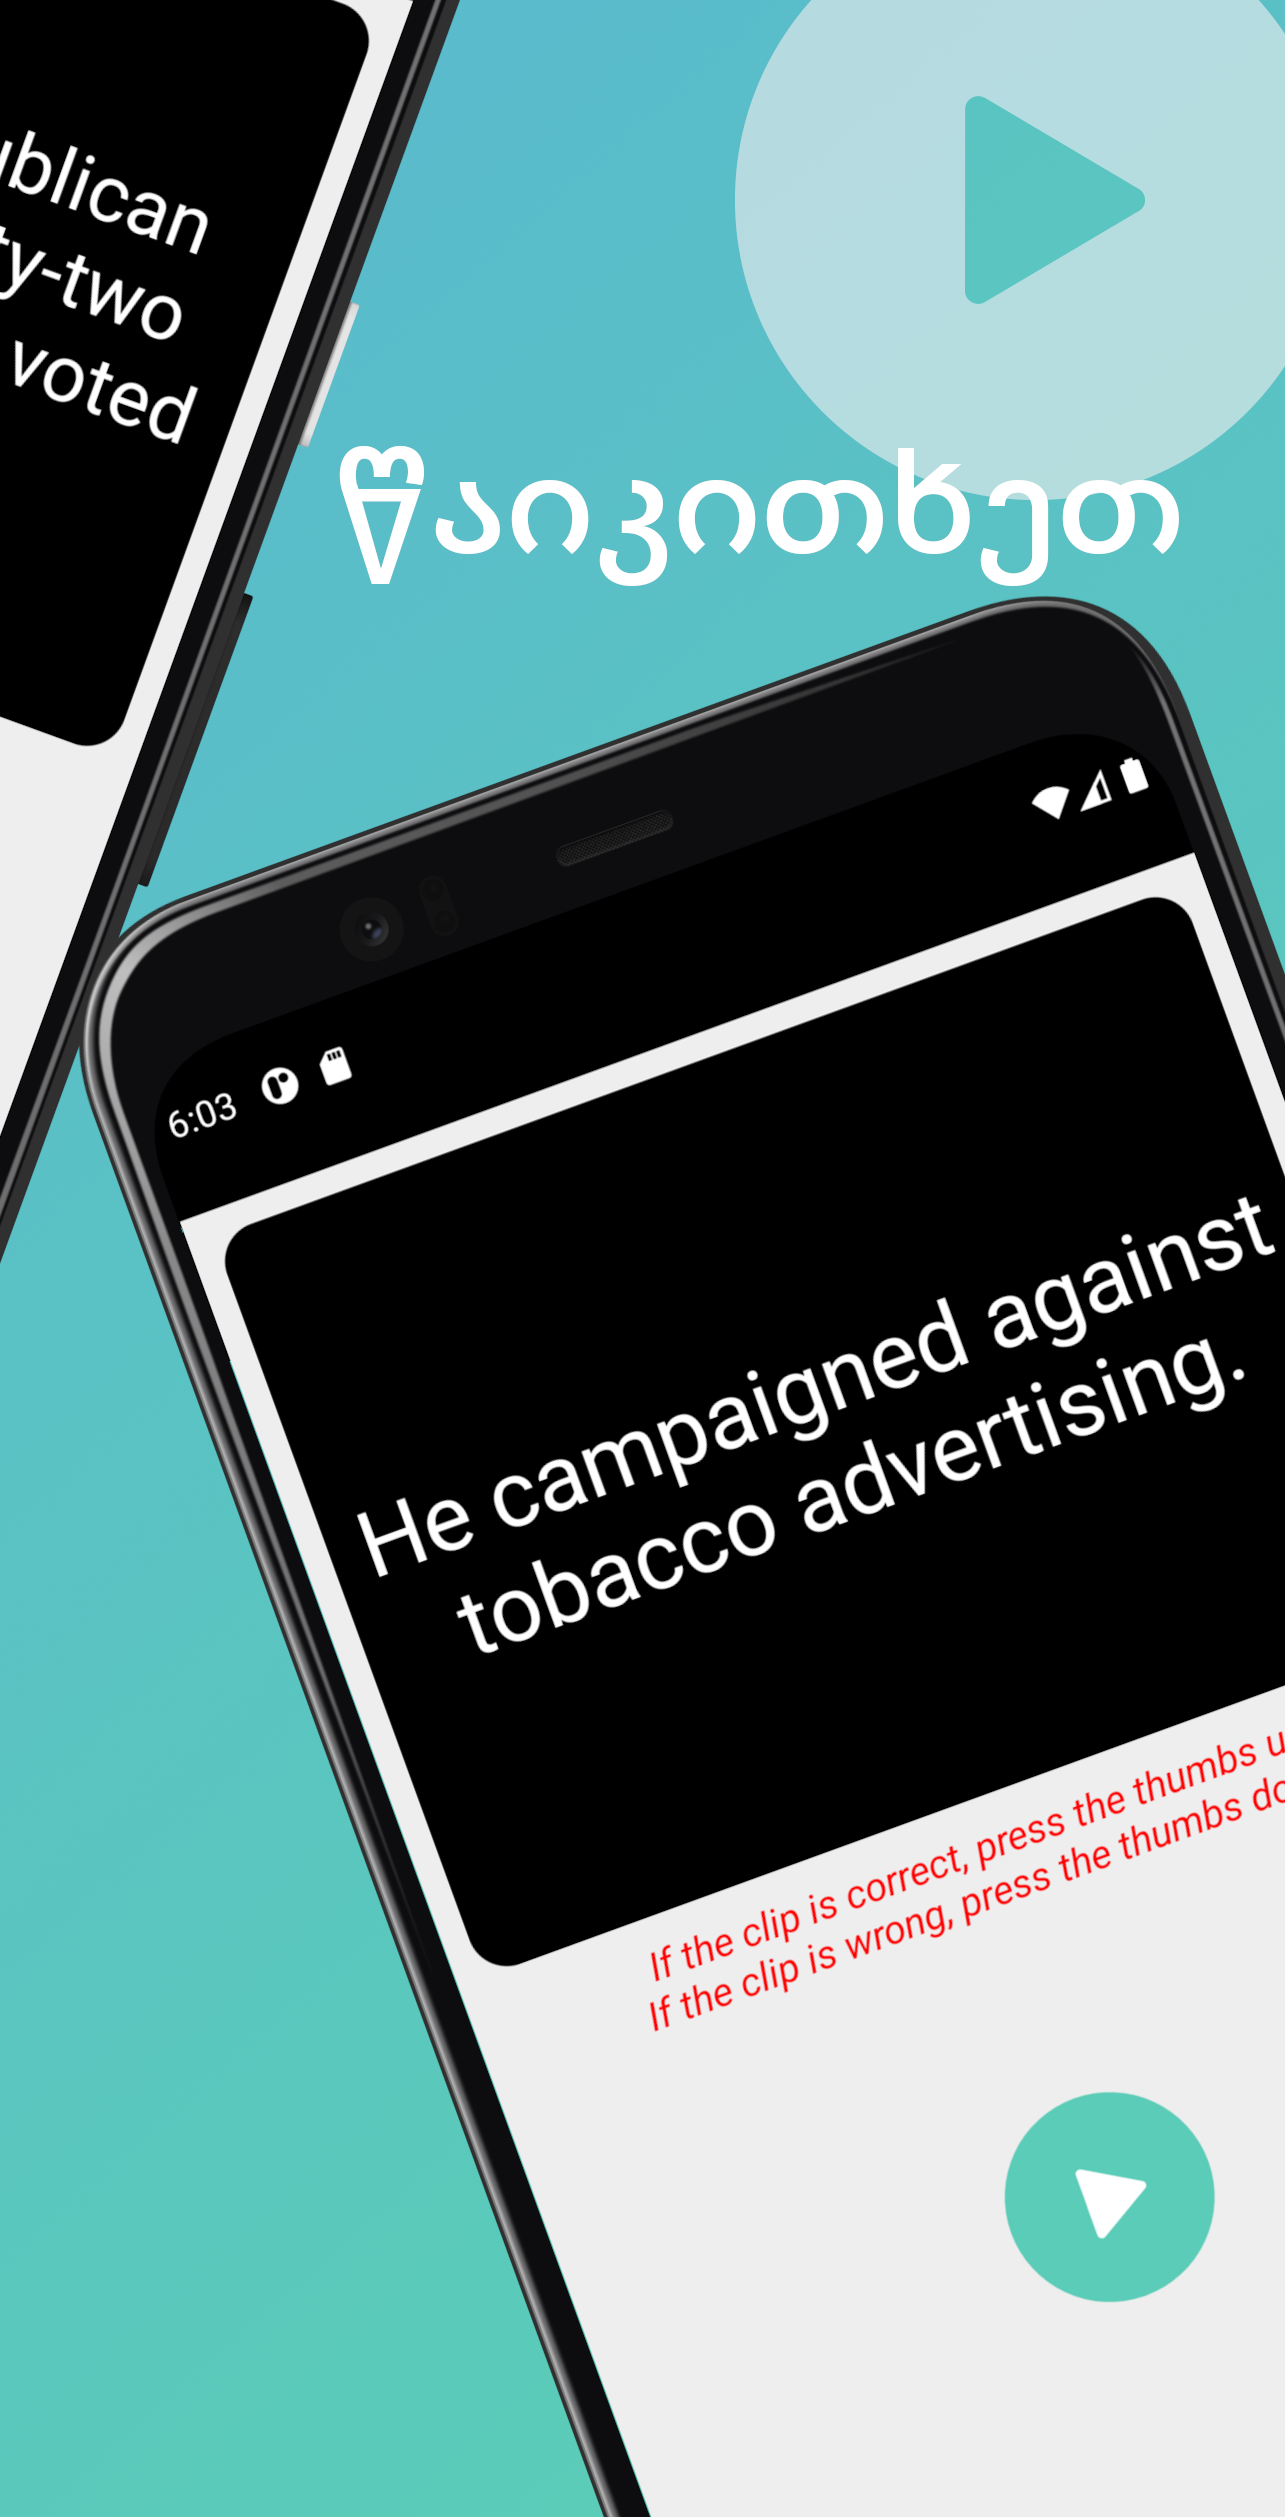 ublican
ty-two
voted
წაიკითხეთ
6:03
He campaigned against
tobacco advertising.
If the clip is correct, press the thumbs u
If the clip is wrong, press the thumbs do